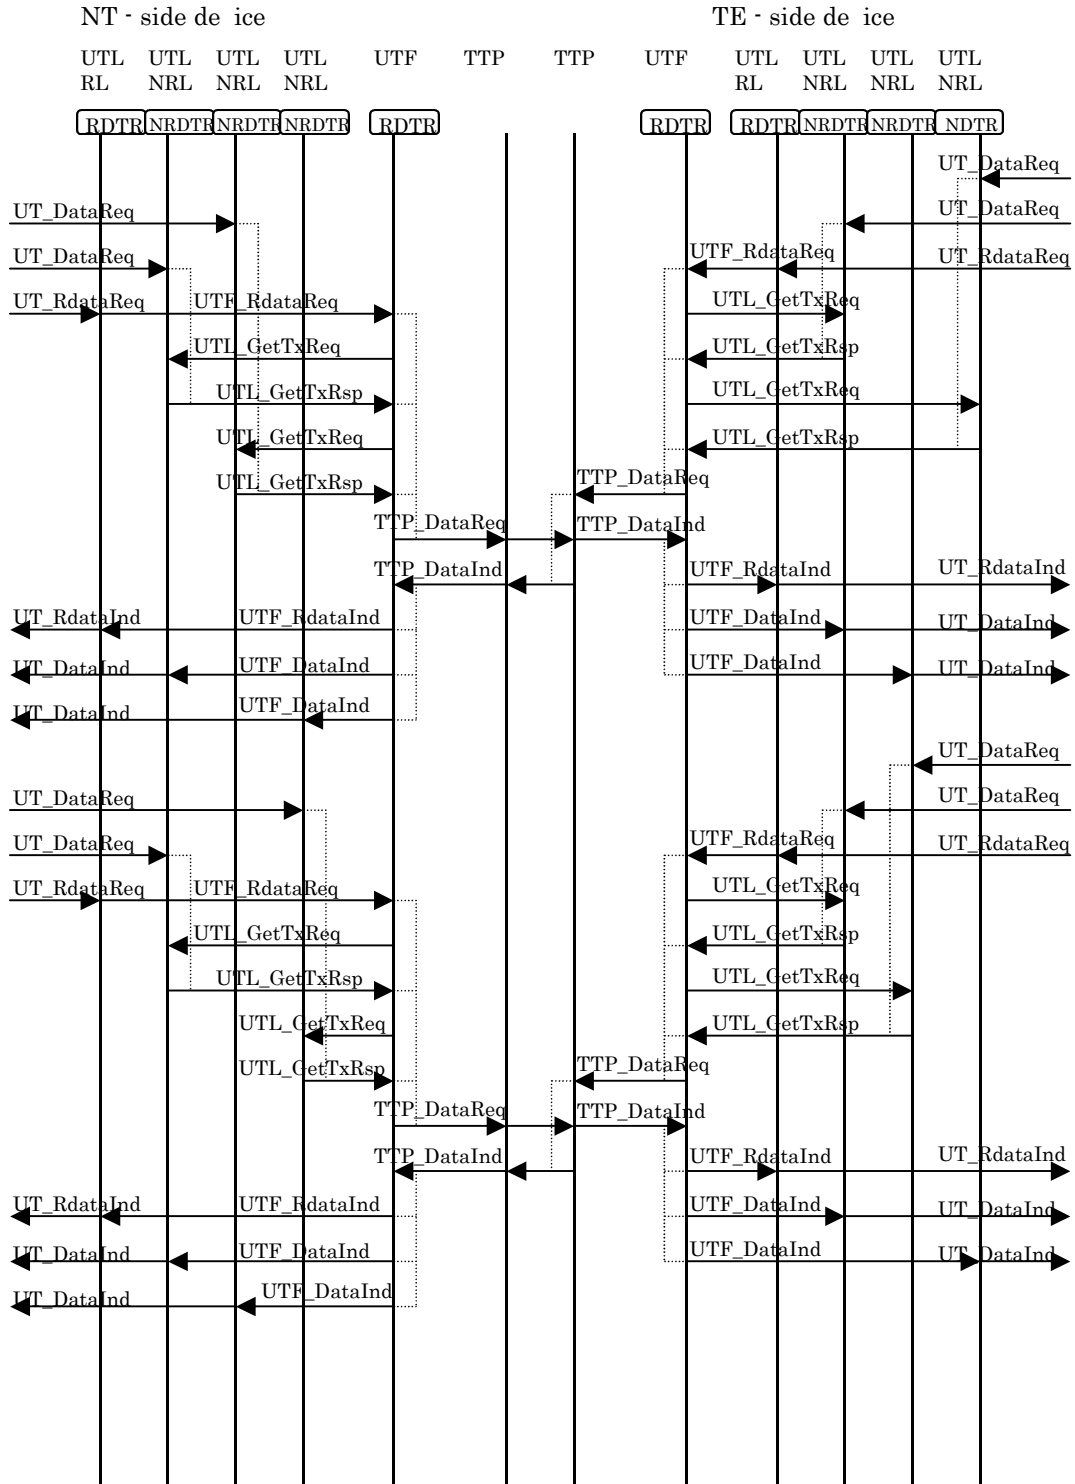 NT - side de ice TE - side de ice
UTL UTL UTL UTL UTF TTP TTP UTF UTL UTL UTL UTL
RL NRL NRL NRL RL NRL NRL NRL
RDTR NRDTR NRDTR NRDTR RDTR RDTR RDTR NRDTR NRDTR NDTR
UT_DataReq
UT_DataReq UT_DataReq
UT_DataReq UTF_RdataReq UT_RdataReq
UT_RdataReq UTF_RdataReq UTL_GetTxReq
UTL_GetTxReq UTL_GetTxRsp
UTL_GetTxRsp UTL_GetTxReq
UTL_GetTxReq UTL_GetTxRsp
UTL_GetTxRsp TTP_DataReq
TTP_DataReq TTP_DataInd
TTP_DataInd UTF_RdataInd UT_RdataInd
UT_RdataInd UTF_RdataInd UTF_DataInd UT_DataInd
UT_DataInd UTF_DataInd UTF_DataInd UT_DataInd
UT_DataInd UTF_DataInd
UT_DataReq
UT_DataReq UT_DataReq
UT_DataReq UTF_RdataReq UT_RdataReq
UT_RdataReq UTF_RdataReq UTL_GetTxReq
UTL_GetTxReq UTL_GetTxRsp
UTL_GetTxRsp UTL_GetTxReq
UTL_GetTxReq UTL_GetTxRsp
UTL_GetTxRsp TTP_DataReq
TTP_DataReq TTP_DataInd
TTP_DataInd UTF_RdataInd UT_RdataInd
UT_RdataInd UTF_RdataInd UTF_DataInd UT_DataInd
UT_DataInd UTF_DataInd UTF_DataInd UT_DataInd
UT_DataInd UTF_DataInd